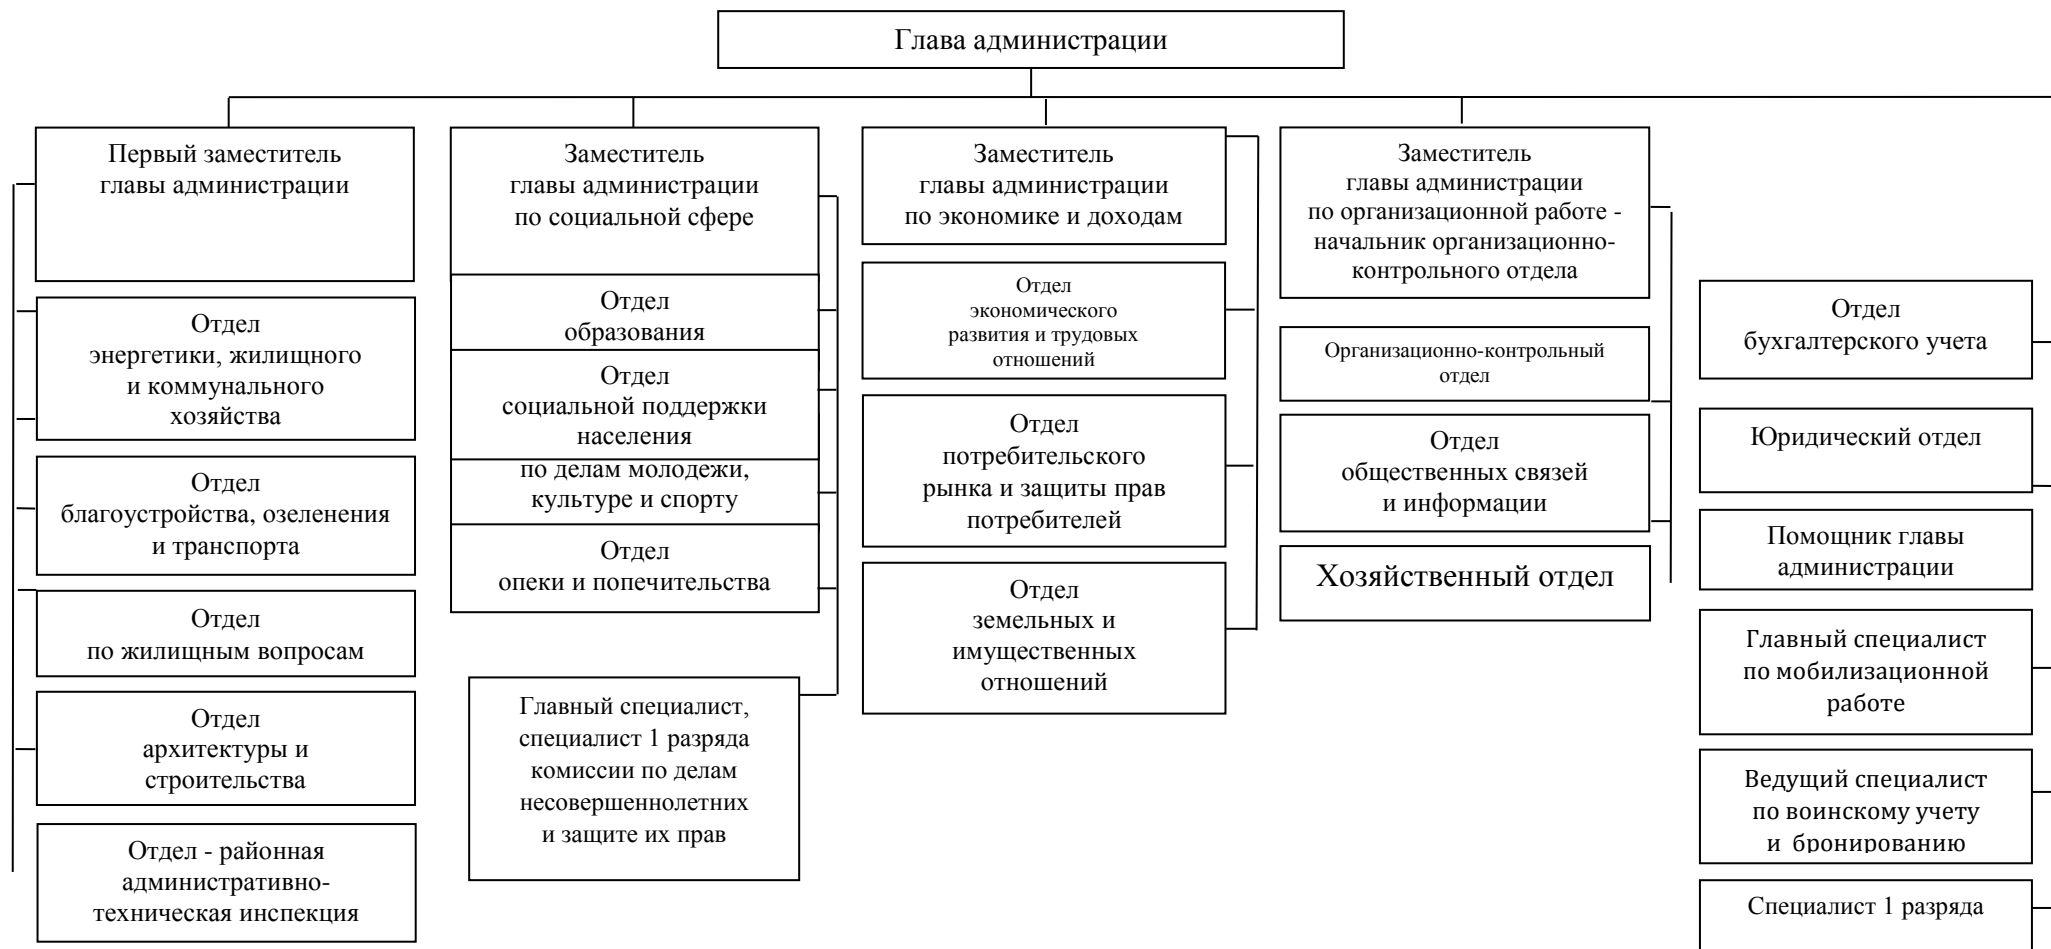 Глава администрации
Первый заместитель
главы администрации
Отдел
энергетики, жилищного
и коммунального
хозяйства
Отдел
благоустройства, озеленения
и транспорта
Отдел
по жилищным вопросам
Отдел
архитектуры и
строительства
Отдел - районная
административно-
техническая инспекция
Заместитель
главы администрации
по социальной сфере
Отдел
образования
Отдел
социальной поддержки
населения
по делам молодежи,
культуре и спорту
Отдел
опеки и попечительства
Главный специалист,
специалист 1 разряда
комиссии по делам
несовершеннолетних
и защите их прав
Заместитель
главы администрации
по экономике и доходам
Отдел
экономического
развития и трудовых
отношений
Отдел
потребительского
рынка и защиты прав
потребителей
Отдел
земельных и
имущественных
отношений
Заместитель
главы администрации
по организационной работе -
начальник организационно-
контрольного отдела
Организационно-контрольный
отдел
Отдел
общественных связей
и информации
Хозяйственный отдел
Отдел
бухгалтерского учета
Юридический отдел
Помощник главы
администрации
Главный специалист
по мобилизационной
работе
Ведущий специалист
по воинскому учету
и бронированию
Специалист 1 разряда